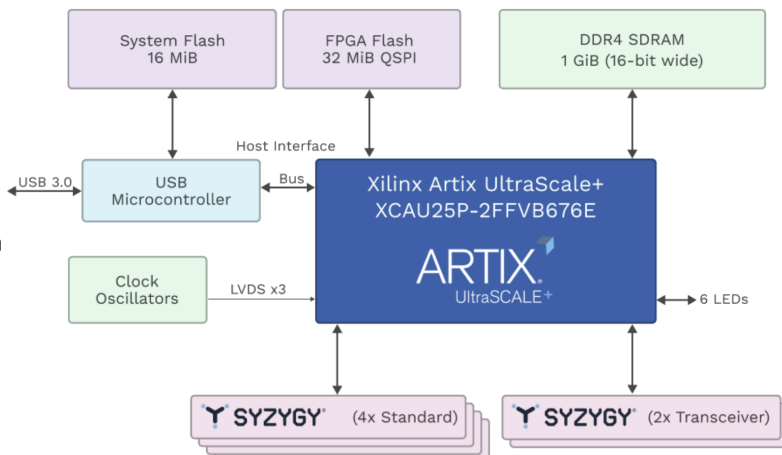 System Flash
16 MiB
FPGA Flash
32 MiB QSPI
DDR4 SDRAM
1 GiB (16-bit wide)
Host Interface
USB 3.0
USB
Microcontroller
Bus
Xilinx Artix UltraScale+
XCAU25P-2FFVB676E
ARTIX.
UltraSCALE+
Clock
Oscillators
LVDS x3
6 LEDs
SYZYGY® (4x Standard)
SYZYGY® (2x Transceiver)